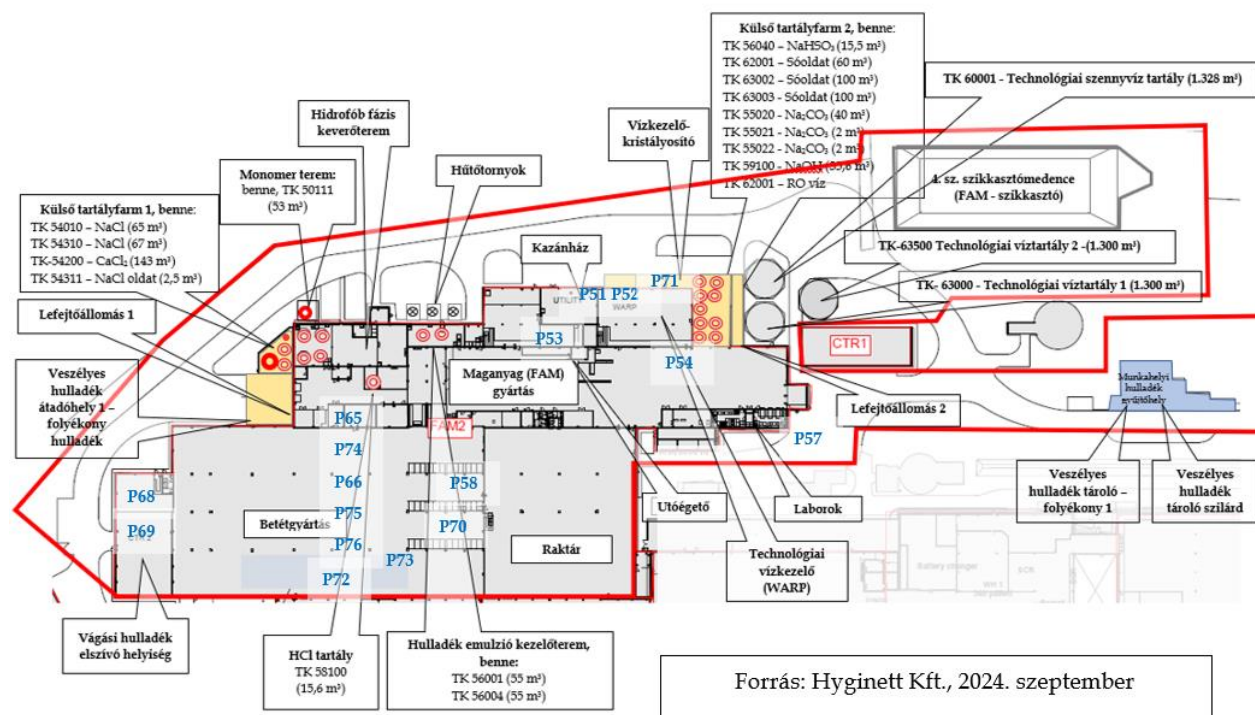 Külső tartályfarm 2, benne:
TK 56040 – NaHSO₃ (15,5 m³)
TK 62001 – Sóoldat (60 m³)
TK 63002 – Sóoldat (100 m³)
TK 63003 – Sóoldat (100 m³)
TK 55020 – Na₂CO₃ (40 m³)
TK 55021 – Na₂CO₃ (2 m³)
TK 55022 – Na₂CO₃ (2 m³)
TK 59100 – NaOH
TK 62001 – RO víz
TK 60001 - Technológiai szennyvíz tartály (1.328 m³)
Hidrofób fázis
keverőterem
Vízkezelő-
kristályosító
Monomer terem:
benne, TK 50111
(53 m³)
Hűtőtornyok
4. sz. szikkasztómedence
(FAM - szikkasztó)
Külső tartályfarm 1, benne:
TK 54010 – NaCl (65 m³)
TK 54310 – NaCl (67 m³)
TK-54200 – CaCl₂ (143 m³)
TK 54311 – NaCl oldat (2,5 m³)
Kazánház
TK-63500 Technológiai víztartály 2 -(1.300 m³)
TK- 63000 – Technológiai víztartály 1 (1.300 m³)
Lefejtőállomás 1
UTILITY
P51
P52
WARP
P71
P53
P54
CTR1
Veszélyes
hulladék
átadóhely 1 –
folyékony
hulladék
Maganyag (FAM)
gyártás
Munkahelyi
hulladék
gyűjtőhely
Lefejtőállomás 2
P65
FAM2
P57
P74
P68
P66
P58
Veszélyes
hulladék tároló –
folyékony 1
Veszélyes
hulladék
tároló szilárd
Utóégető
Laborok
P69
P75
Betétgyártás
P70
P76
P73
P72
Raktár
Technológiai
vízkezelő
(WARP)
Vágási hulladék
elszívó helyiség
HCl tartály
TK 58100
(15,6 m³)
Hulladék emulzió kezelőterem,
benne:
TK 56001 (55 m³)
TK 56004 (55 m³)
Forrás: Hyginett Kft., 2024. szeptember